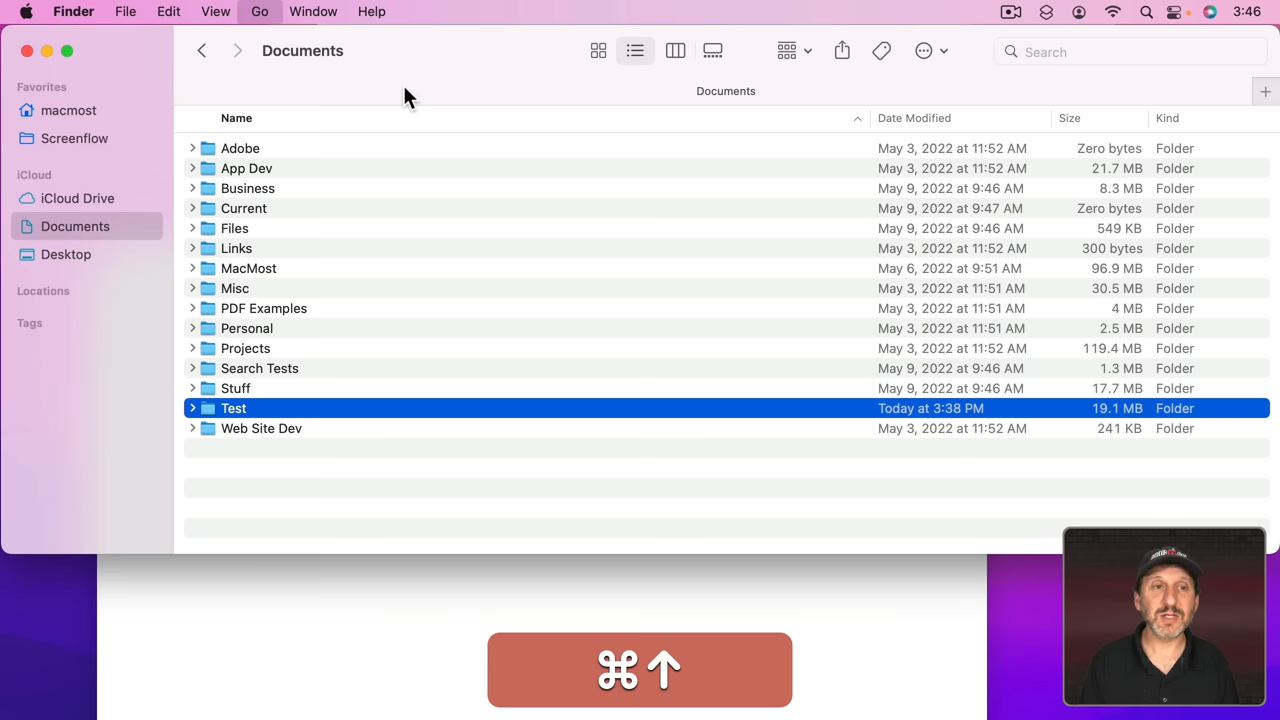 Finder File Edit View Go Window Help 3:46
Documents Search
Favorites Documents
macmost Name Date Modified Size Kind
Screenflow
Adobe May 3, 2022 at 11:52 AM Zero bytes Folder
App Dev May 3, 2022 at 11:52 AM 21.7 MB Folder
iCloud
Business May 9, 2022 at 9:46 AM 8.3 MB Folder
iCloud Drive
Current May 9, 2022 at 9:47 AM Zero bytes Folder
Documents
Files May 9, 2022 at 9:46 AM 549 KB Folder
Desktop
Links May 3, 2022 at 11:52 AM 300 bytes Folder
MacMost May 6, 2022 at 9:51 AM 96.9 MB Folder
Locations
Misc May 3, 2022 at 11:51 AM 30.5 MB Folder
PDF Examples May 3, 2022 at 11:51 AM 4 MB Folder
Tags
Personal May 3, 2022 at 11:51 AM 2.5 MB Folder
Projects May 3, 2022 at 11:52 AM 119.4 MB Folder
Search Tests May 9, 2022 at 9:46 AM 1.3 MB Folder
Stuff May 9, 2022 at 9:46 AM 17.7 MB Folder
Test Today at 3:38 PM 19.1 MB Folder
Web Site Dev May 3, 2022 at 11:52 AM 241 KB Folder
⌘↑